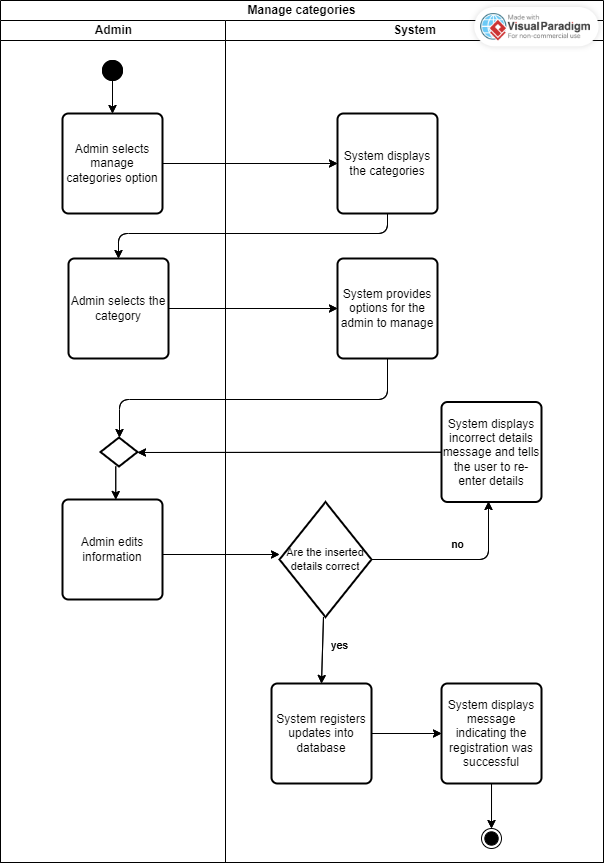 Manage categories
Admin
System
Made with
Visual Paradigm
For non-commercial use
Admin selects
manage
categories option
System displays
the categories
Admin selects the
category
System provides
options for the
admin to manage
System displays
incorrect details
message and tells
the user to re-
enter details
Admin edits
information
Are the inserted
details correct
no
yes
System registers
updates into
database
System displays
message
indicating the
registration was
successful